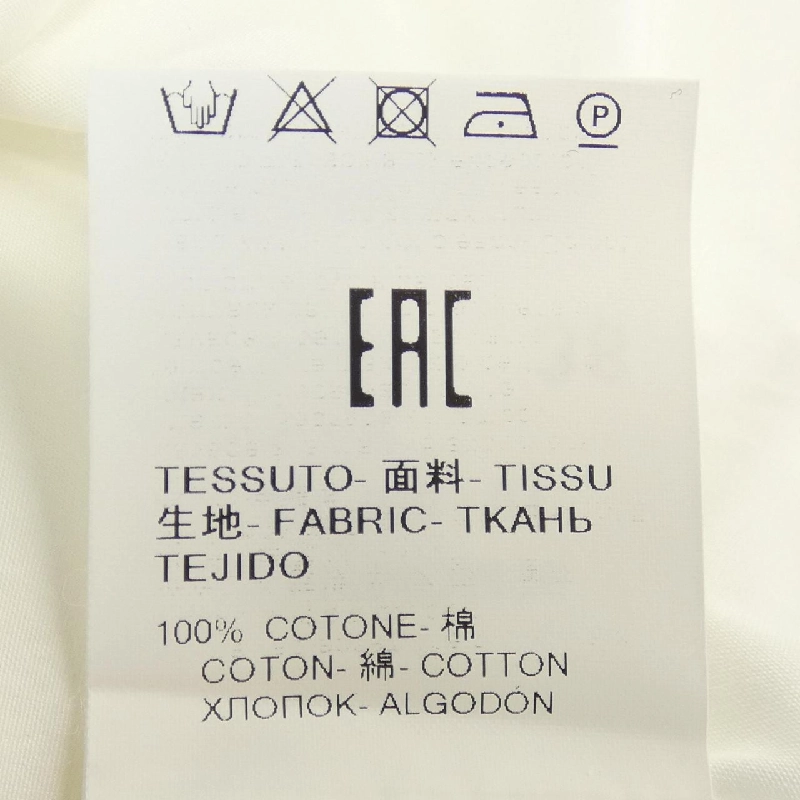 P
EAC
TESSUTO- 面料- TISSU
生地- FABRIC- ТКАНЬ
TEJIDO
100% COTONE- 棉
COTON- 綿- COTTON
ХЛОПОК- ALGODÓN